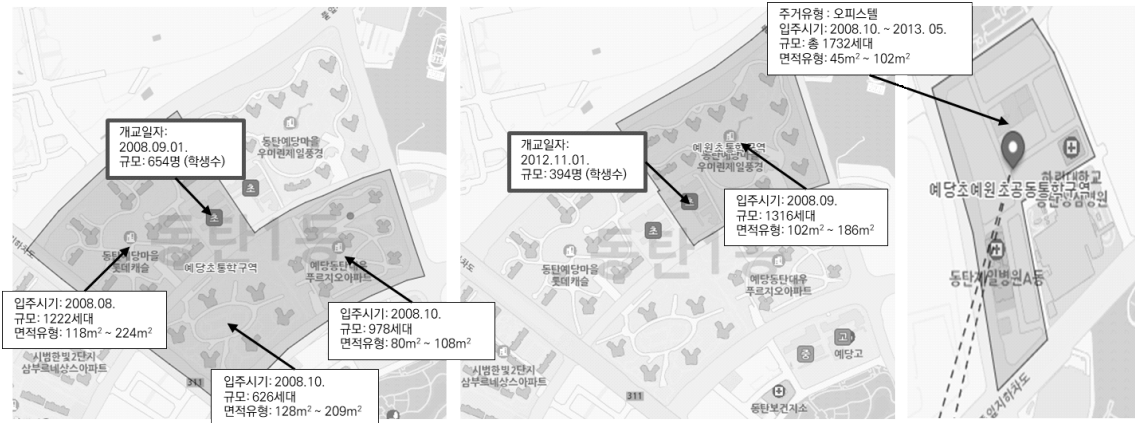 개교일자:
2008.09.01.
규모: 654명 (학생수)
동탄예당마을
우미린제일풍경
초
초
동탄1동
동탄예당마을
롯데캐슬
예당초통학구역
예당동탄대우
푸르지오아파트
입주시기: 2008.08.
규모: 1222세대
면적유형: 118m² ~ 224m²
입주시기: 2008.10.
규모: 978세대
면적유형: 80m² ~ 108m²
시범한빛2단지
삼부르네상스아파트
311
입주시기: 2008.10.
규모: 626세대
면적유형: 128m² ~ 209m²
개교일자:
2012.11.01.
규모: 394명 (학생수)
예원초통학구역
동탄예당마을
우미린제일풍경
초
초
입주시기: 2008.09.
규모: 1316세대
면적유형: 102m² ~ 186m²
동탄1동
동탄예당마을
롯데캐슬
예당동탄대우
푸르지오아파트
시범한빛2단지
삼부르네상스아파트
중
고
예당고
311
동탄보건지소
주거유형 : 오피스텔
입주시기: 2008.10. ~ 2013. 05.
규모: 총 1732세대
면적유형: 45m² ~ 102m²
한림대학교
동탄성심병원
예당초예원초공동통학구역
동탄제일병원A동